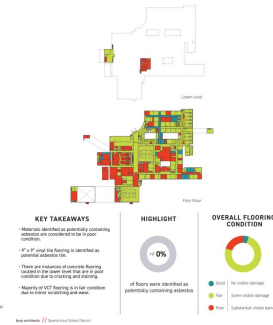 Lower Level
First Floor
KEY TAKEAWAYS
- Materials identified as potentially containing
asbestos are considered to be in poor
condition.
- 9" x 9" vinyl tile flooring is identified as
potential asbestos tile.
- There are instances of concrete flooring
located in the lower level that are in poor
condition due to cracking and staining.
- Majority of VCT flooring is in fair condition
due to minor scratching and wear.
HIGHLIGHT
+/- 0%
of floors were identified as
potentially containing asbestos
OVERALL FLOORING
CONDITION
Good No visible damage
Fair Some visible damage
Poor Substantial visible dam
bray architects // Sparta Area School District